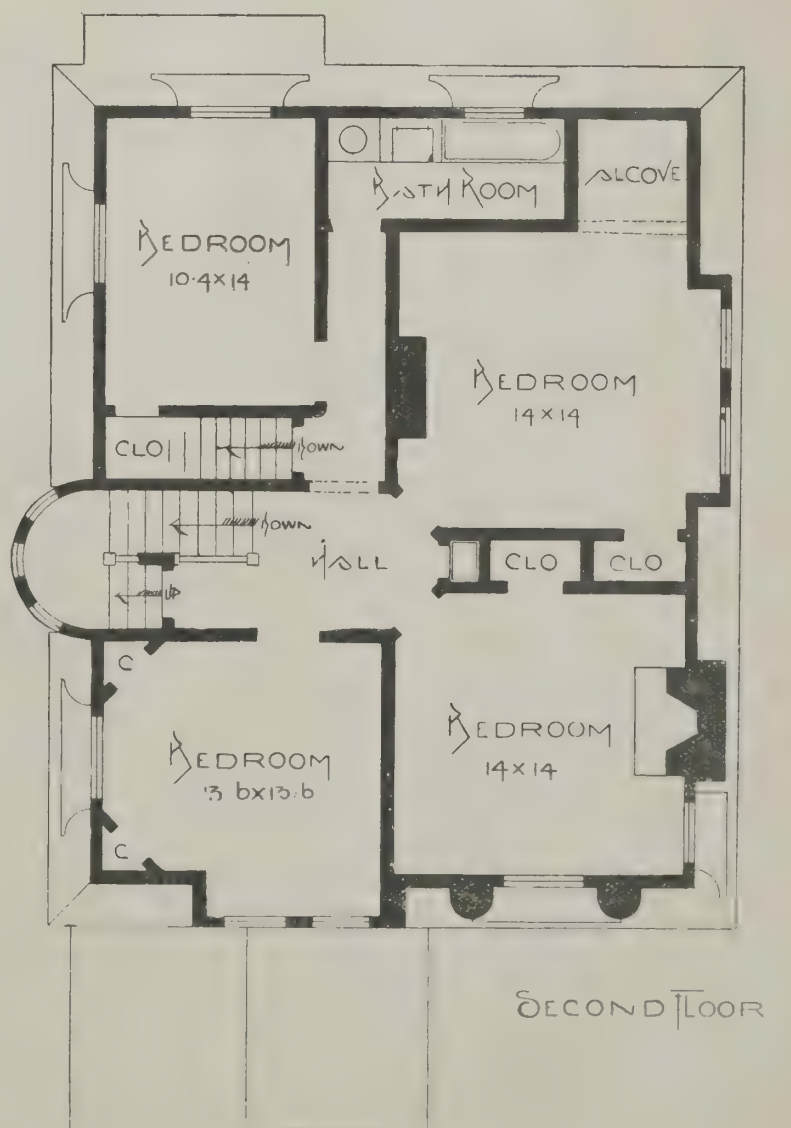 BATH ROOM
ALCOVE
BEDROOM
10.4×14
BEDROOM
14×14
CLO
DOWN
DOWN
HALL
CLO
CLO
UP
C
BEDROOM
14×14
BEDROOM
13.6×13.6
C
SECOND FLOOR